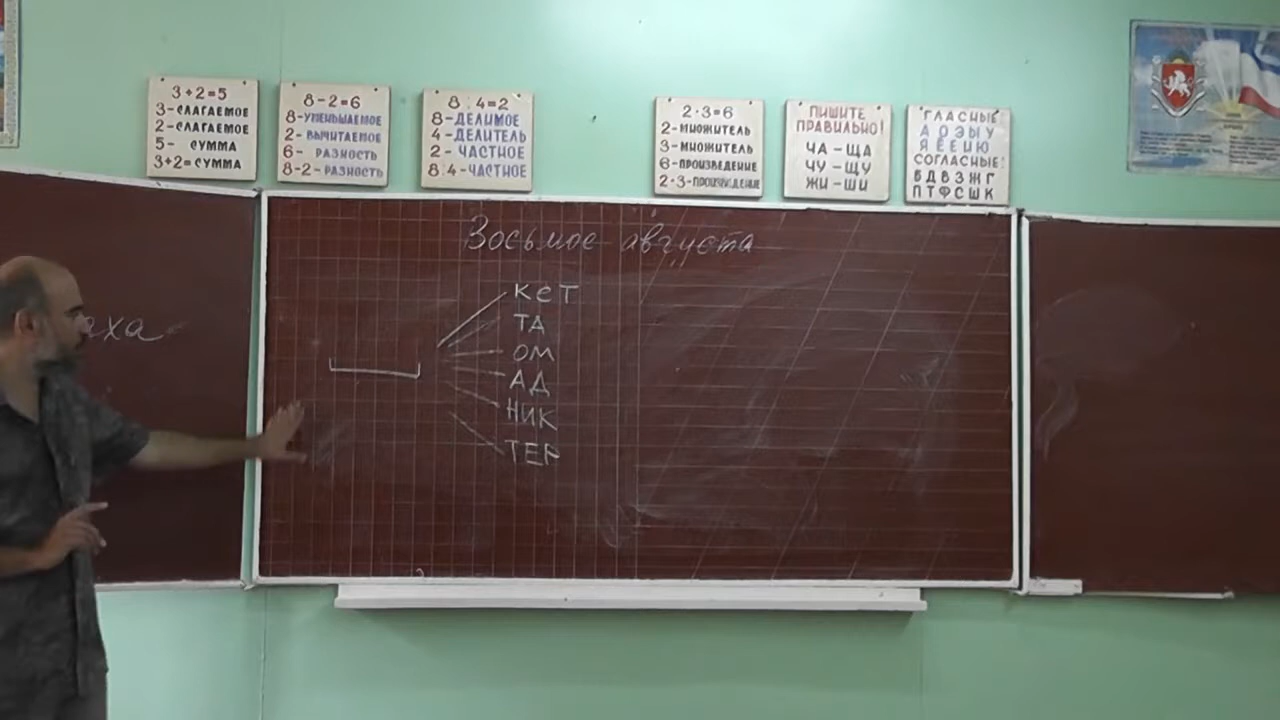 3+2=5
3-СЛАГАЕМОЕ
2-СЛАГАЕМОЕ
5- СУММА
3+2=СУММА
8-2=6
8-УМЕНЬШАЕМОЕ
2-ВЫЧИТАЕМОЕ
6- РАЗНОСТЬ
8-2-РАЗНОСТЬ
8:4=2
8-ДЕЛИМОЕ
4-ДЕЛИТЕЛЬ
2-ЧАСТНОЕ
8:4-ЧАСТНОЕ
2·3=6
2-МНОЖИТЕЛЬ
3-МНОЖИТЕЛЬ
6-ПРОИЗВЕДЕНИЕ
2·3-ПРОИЗВЕДЕНИЕ
ПИШИТЕ
ПРАВИЛЬНО!
ЧА-ЩА
ЧУ-ЩУ
ЖИ-ШИ
ГЛАСНЫЕ
А О Э Ы У
Я Ё Е И Ю
СОГЛАСНЫЕ:
Б Д В З Ж Г
П Т Ф С Ш К
Восьмое августа
аха
кет
ТА
ОМ
АД
НИК
ТЕР